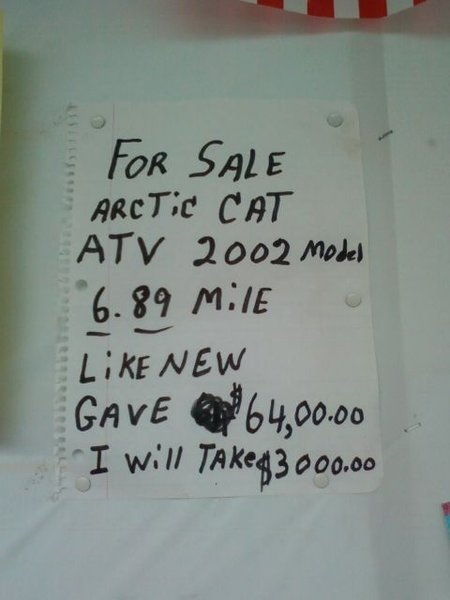 FOR SALE
ARCTiC CAT
ATV 2002 MoDel
6.89 MilE
LiKE NEW
GAVE $64,00.00
I Will TAKe $3000.00